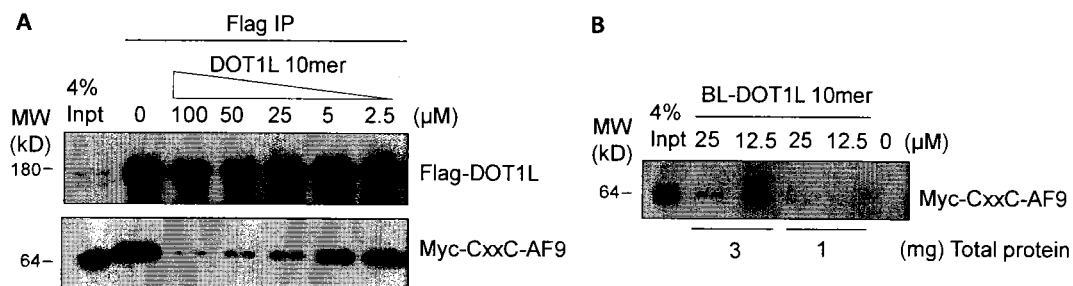 A
Flag IP
DOT1L 10mer
4%
Inpt 0 100 50 25 5 2.5 (μM)
MW
(kD)
180– Flag-DOT1L
64– Myc-CxxC-AF9
B
BL-DOT1L 10mer
4%
Inpt 25 12.5 25 12.5 0 (μM)
MW
(kD)
64– Myc-CxxC-AF9
3 1 (mg) Total protein